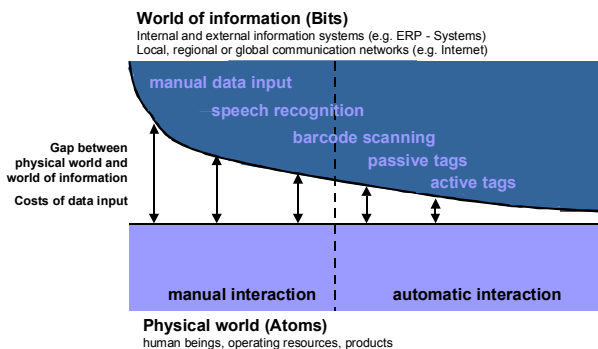 World of information (Bits)
Internal and external information systems (e.g. ERP - Systems)
Local, regional or global communication networks (e.g. Internet)
manual data input
speech recognition
barcode scanning
passive tags
active tags
Gap between
physical world and
world of information
Costs of data input
manual interaction
automatic interaction
Physical world (Atoms)
human beings, operating resources, products